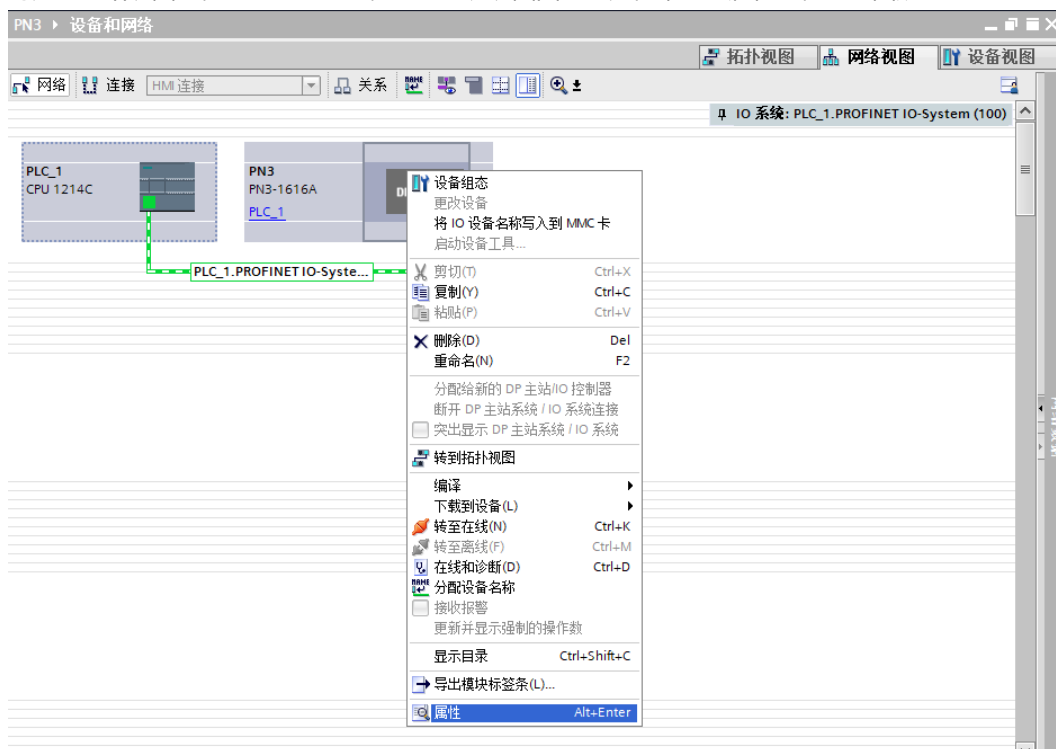 PN3 ▸ 设备和网络
拓扑视图 网络视图 设备视图
网络 连接 HMI 连接 关系
IO 系统: PLC_1.PROFINET IO-System (100)
PLC_1
CPU 1214C
PN3
PN3-1616A
PLC_1
PLC_1.PROFINET IO-Syste...
设备组态
更改设备
将 IO 设备名称写入到 MMC 卡
启动设备工具...
剪切(T) Ctrl+X
复制(Y) Ctrl+C
粘贴(P) Ctrl+V
删除(D) Del
重命名(N) F2
分配给新的 DP 主站/IO 控制器
断开 DP 主站系统 / IO 系统连接
突出显示 DP 主站系统 / IO 系统
转到拓扑视图
编译
下载到设备(L)
转至在线(N) Ctrl+K
转至离线(F) Ctrl+M
在线和诊断(D) Ctrl+D
分配设备名称
接收报警
更新并显示强制的操作数
显示目录 Ctrl+Shift+C
导出模块标签条(L)...
属性 Alt+Enter